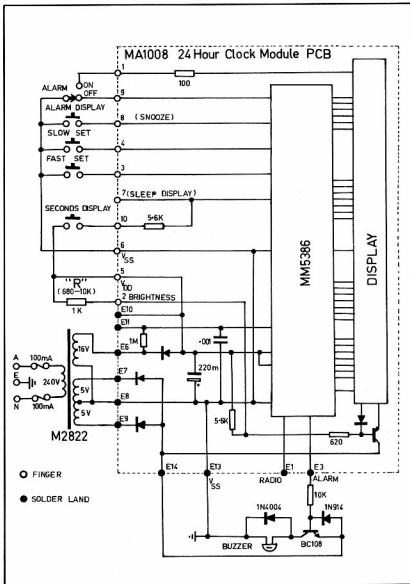 MA1008 24 Hour Clock Module PCB
1
100
ALARM
ON
OFF
9
ALARM DISPLAY
8
(SNOOZE)
SLOW SET
4
FAST SET
3
7 (SLEEP DISPLAY)
SECONDS DISPLAY
10
5·6K
6
VSS
5
"R"
(680-10K)
VDD
2 BRIGHTNESS
1K
E10
E11
MM5386
DISPLAY
1M
·001
16V
E6
A
100mA
E
240V
N
100mA
5V
E7
220m
E8
5V
E9
5·6K
620
M2822
FINGER
SOLDER LAND
E14
E13
VSS
RADIO
E1
E3
ALARM
10K
1N4004
1N914
BUZZER
BC108